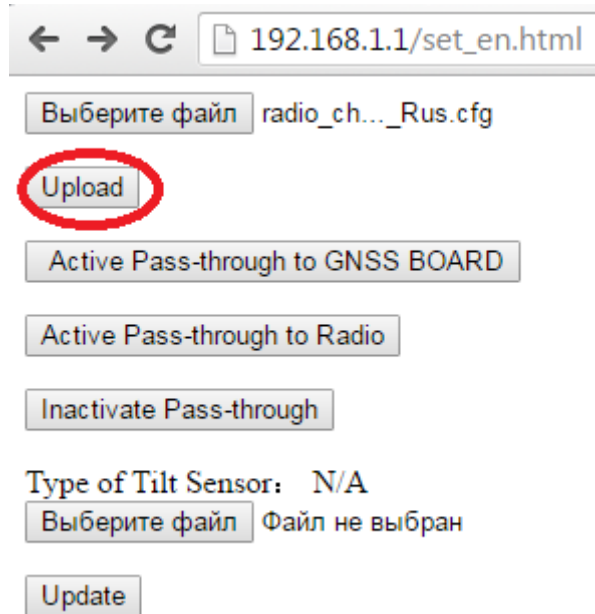 192.168.1.1/set_en.html
Выберите файл radio_ch..._Rus.cfg
Upload
Active Pass-through to GNSS BOARD
Active Pass-through to Radio
Inactivate Pass-through
Type of Tilt Sensor： N/A
Выберите файл Файл не выбран
Update